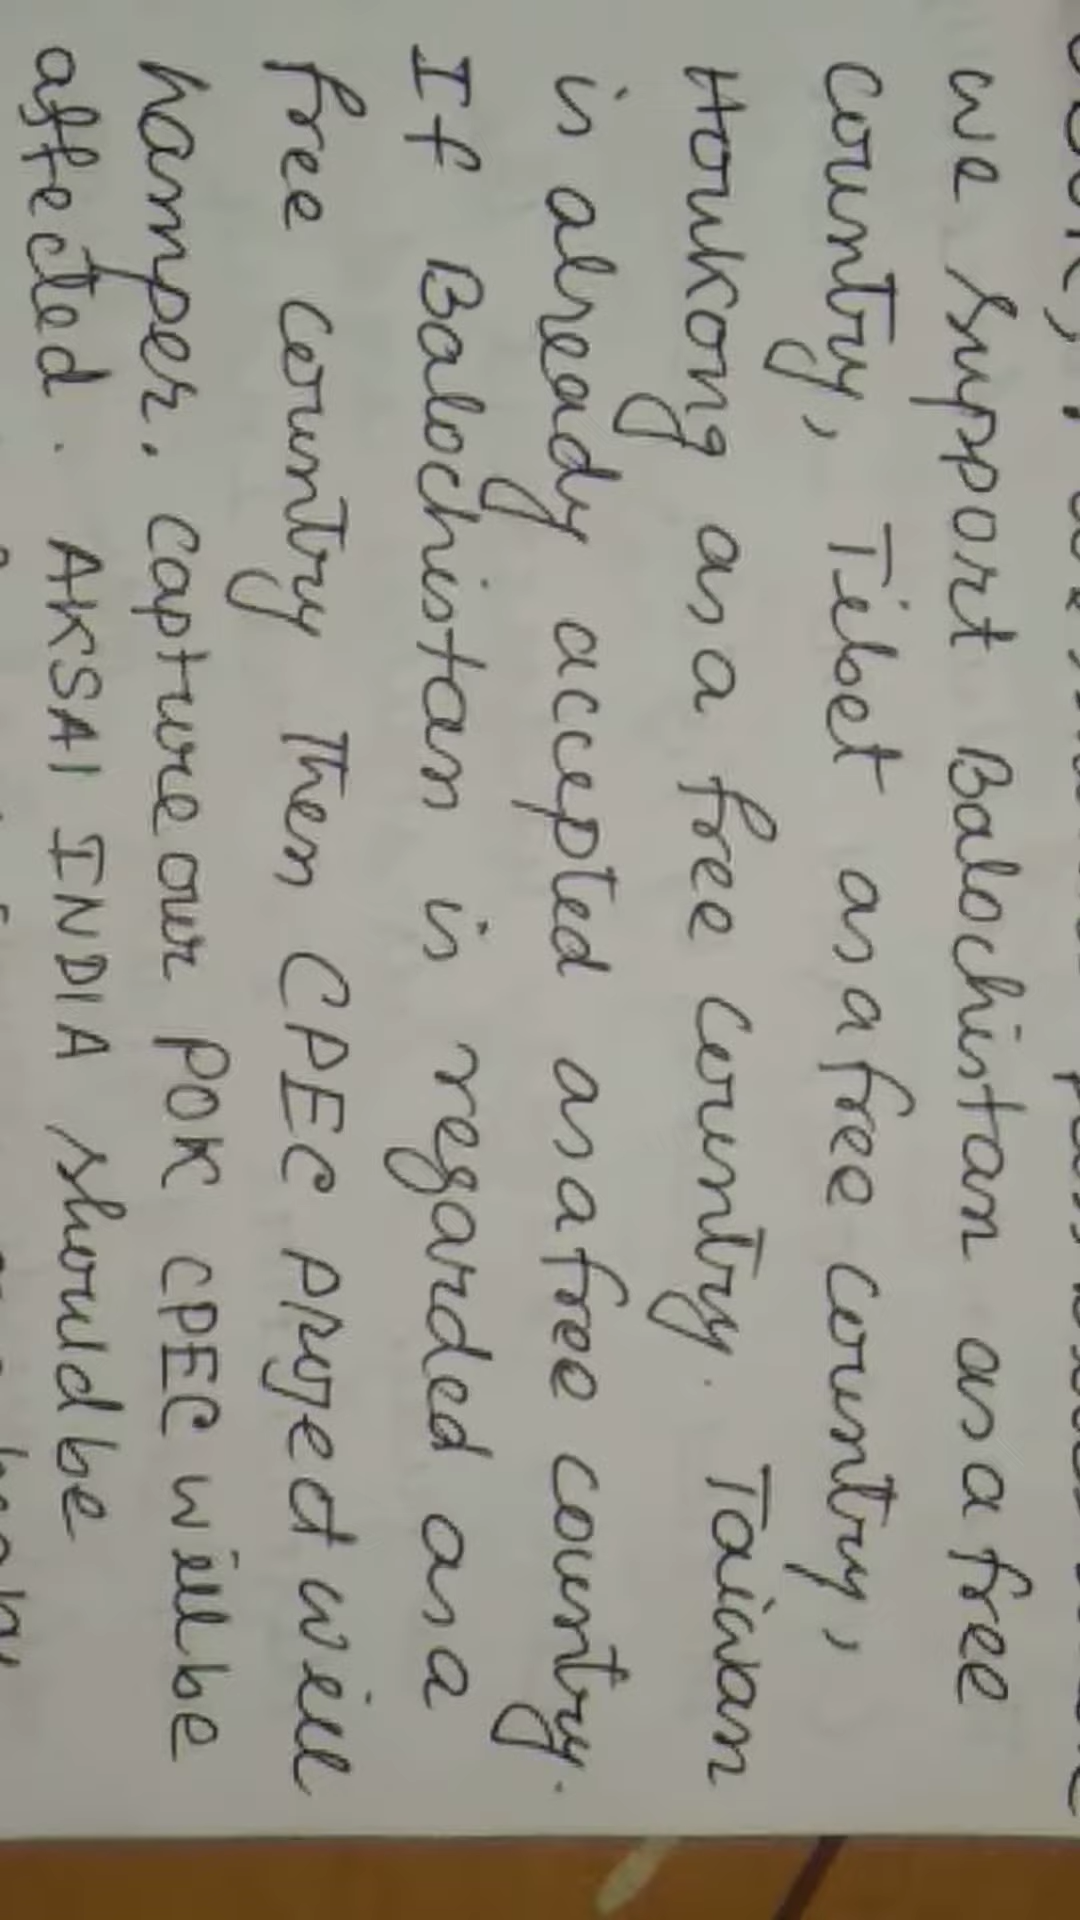 we support Balochistan as a free
country, Tibet as a free country,
Houkong as a free country. Taiwan
is already accepted as a free country.
If Balochistan is regarded as a
free country Then CPEC project will
hamper. capture our POK CPEC will be
affected. AKSAI INDIA should be